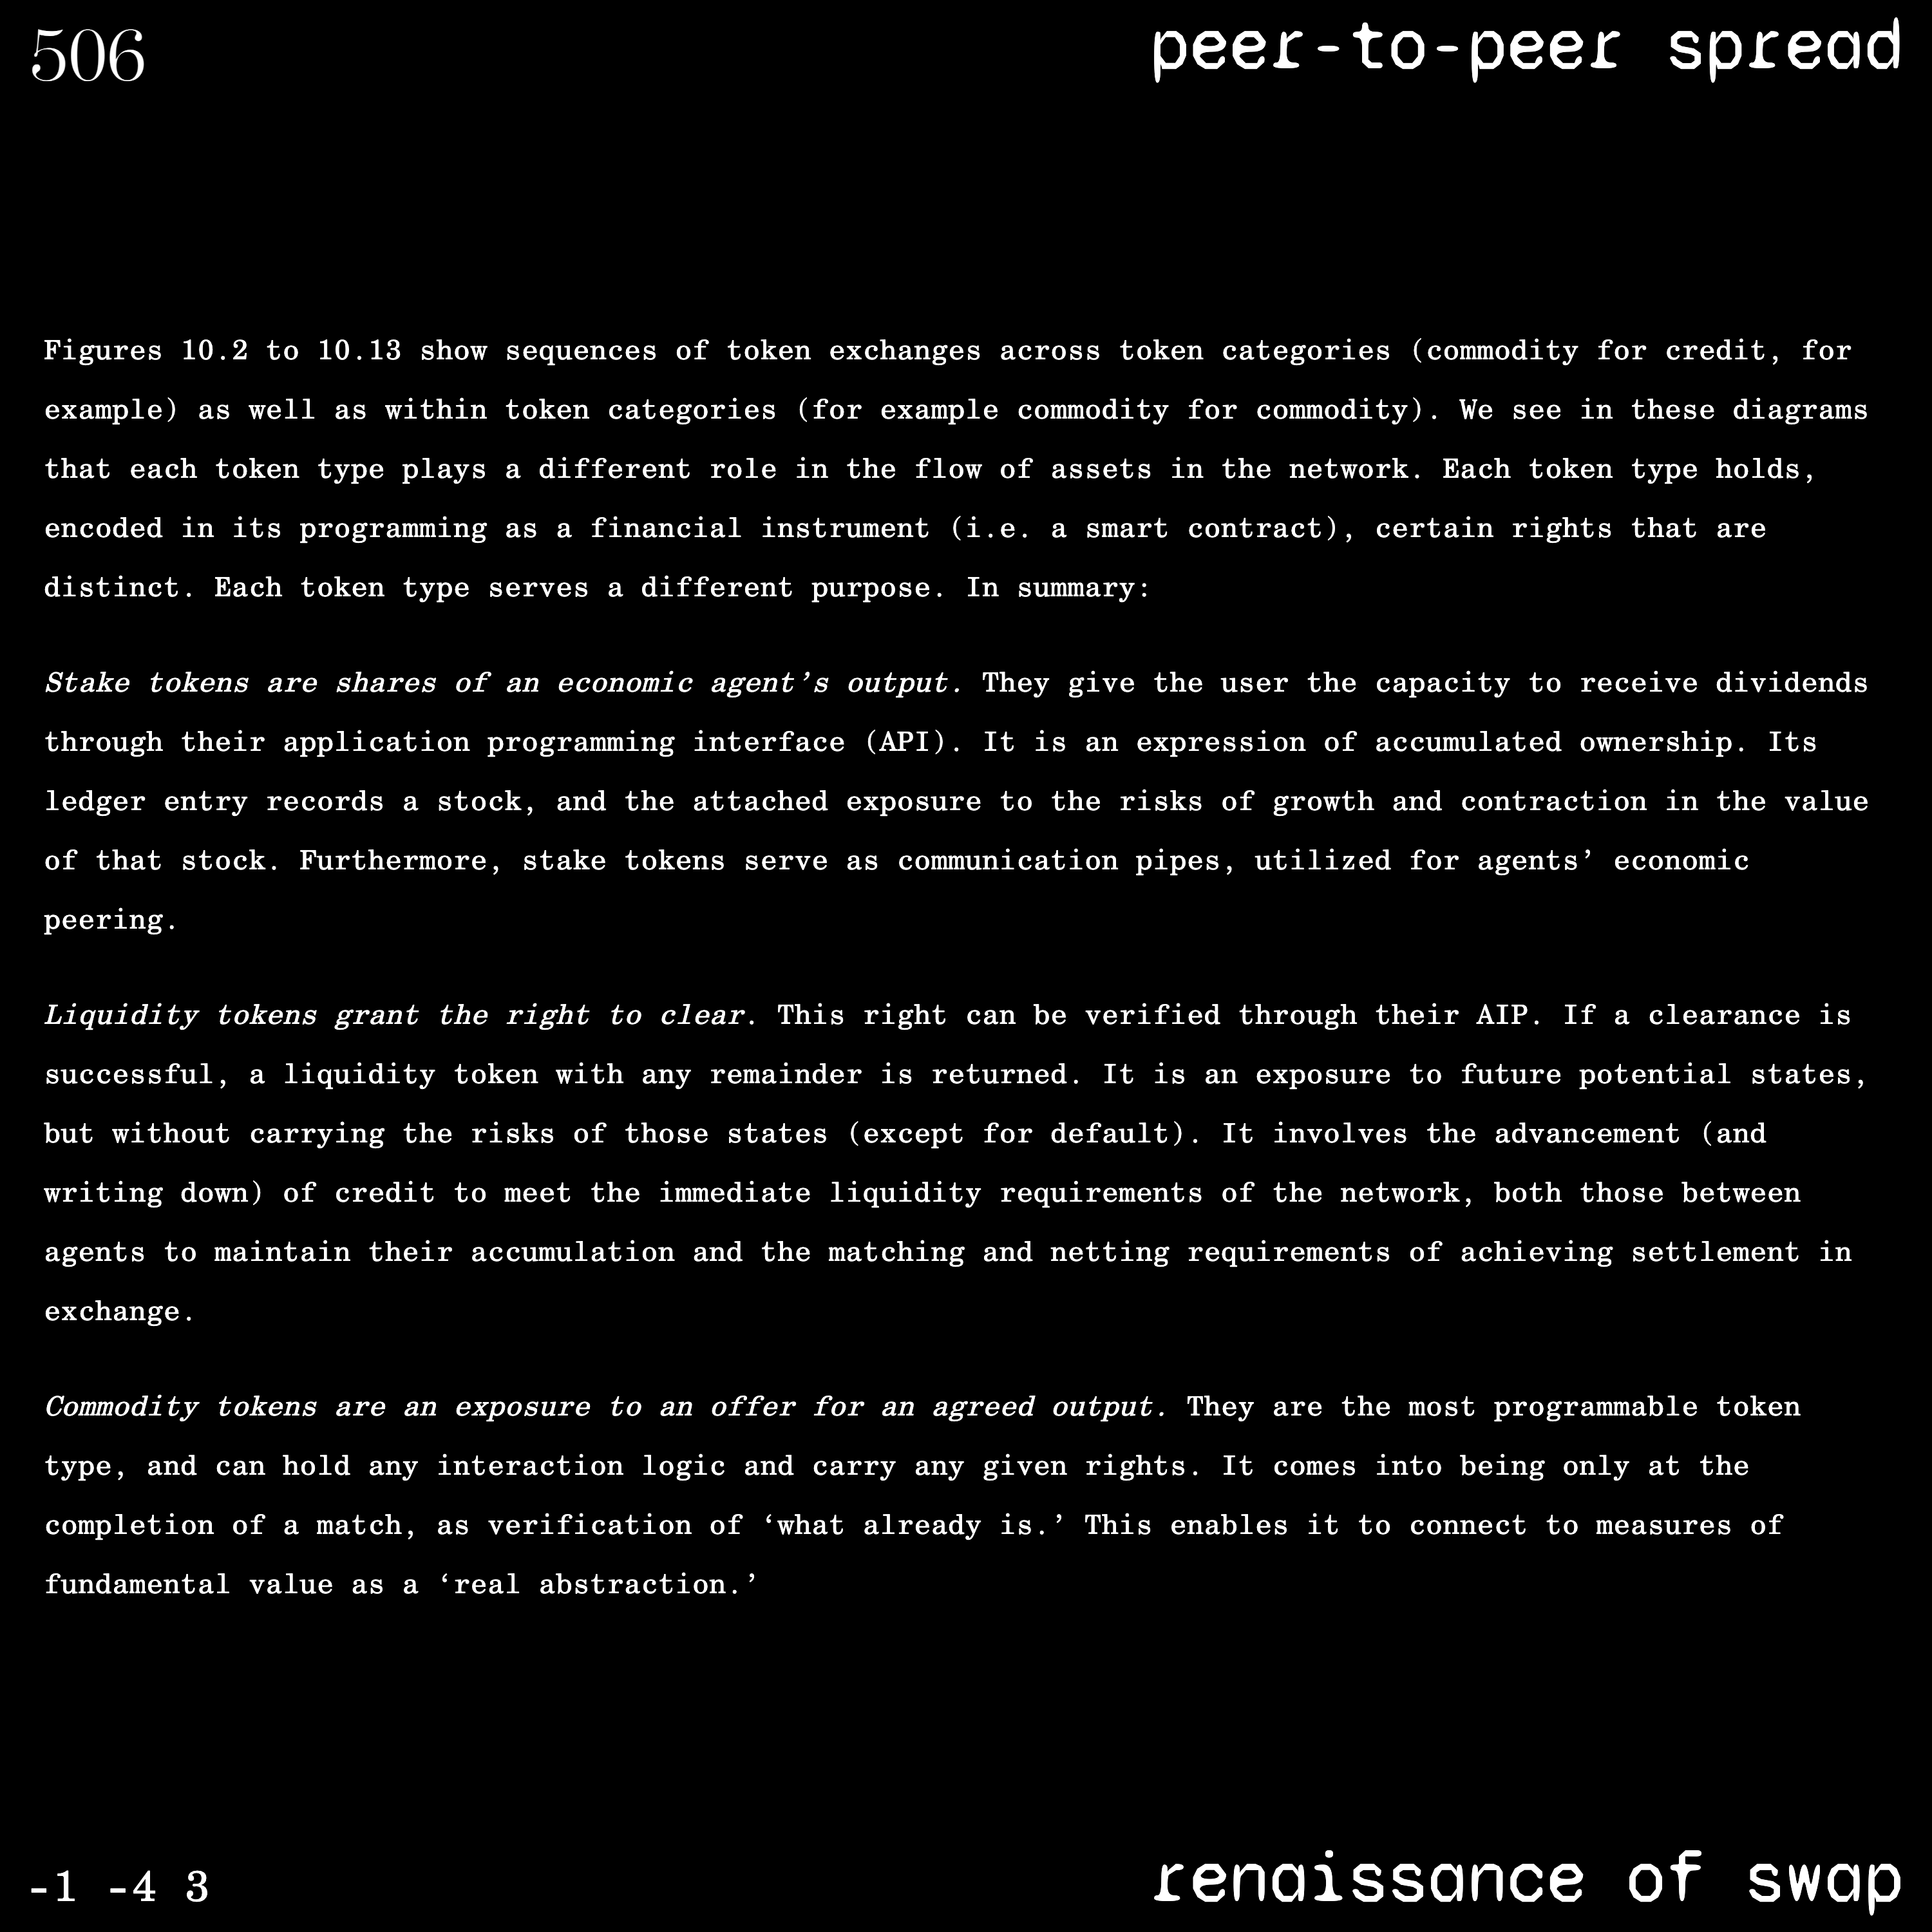 506
peer-to-peer spread
Figures 10.2 to 10.13 show sequences of token exchanges across token categories (commodity for credit, for
example) as well as within token categories (for example commodity for commodity). We see in these diagrams
that each token type plays a different role in the flow of assets in the network. Each token type holds,
encoded in its programming as a financial instrument (i.e. a smart contract), certain rights that are
distinct. Each token type serves a different purpose. In summary:
Stake tokens are shares of an economic agent’s output. They give the user the capacity to receive dividends
through their application programming interface (API). It is an expression of accumulated ownership. Its
ledger entry records a stock, and the attached exposure to the risks of growth and contraction in the value
of that stock. Furthermore, stake tokens serve as communication pipes, utilized for agents’ economic
peering.
Liquidity tokens grant the right to clear. This right can be verified through their AIP. If a clearance is
successful, a liquidity token with any remainder is returned. It is an exposure to future potential states,
but without carrying the risks of those states (except for default). It involves the advancement (and
writing down) of credit to meet the immediate liquidity requirements of the network, both those between
agents to maintain their accumulation and the matching and netting requirements of achieving settlement in
exchange.
Commodity tokens are an exposure to an offer for an agreed output. They are the most programmable token
type, and can hold any interaction logic and carry any given rights. It comes into being only at the
completion of a match, as verification of ‘what already is.’ This enables it to connect to measures of
fundamental value as a ‘real abstraction.’
-1 -4 3
renaissance of swap